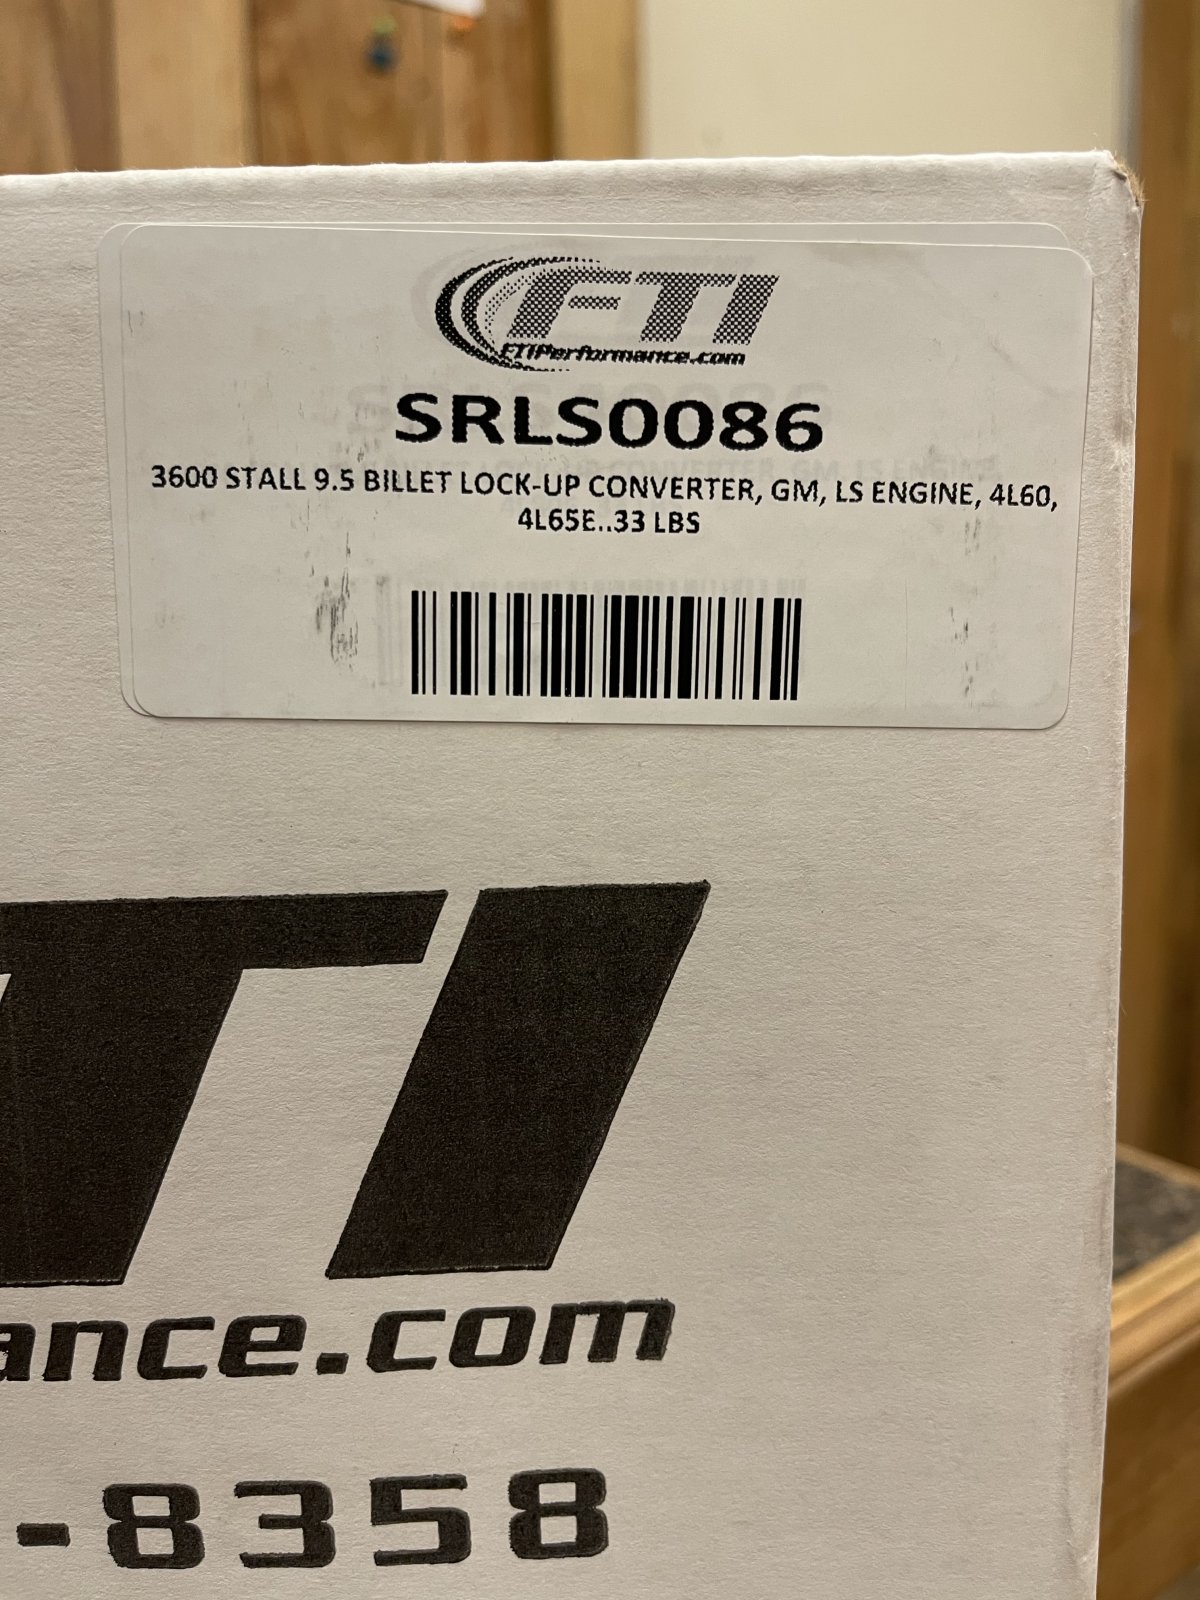 FTI
FTIPerformance.com
SRLS0086
3600 STALL 9.5 BILLET LOCK-UP CONVERTER, GM, LS ENGINE, 4L60,
4L65E..33 LBS
TI
ance.com
-8358